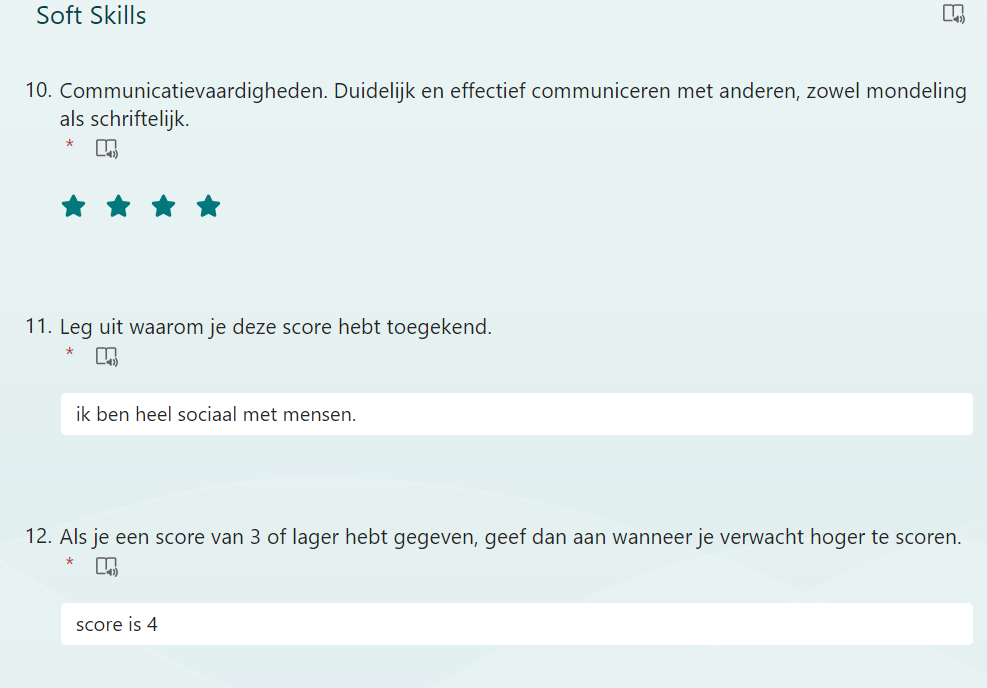 Soft Skills
10. Communicatievaardigheden. Duidelijk en effectief communiceren met anderen, zowel mondeling
als schriftelijk.
*
11. Leg uit waarom je deze score hebt toegekend.
*
ik ben heel sociaal met mensen.
12. Als je een score van 3 of lager hebt gegeven, geef dan aan wanneer je verwacht hoger te scoren.
*
score is 4